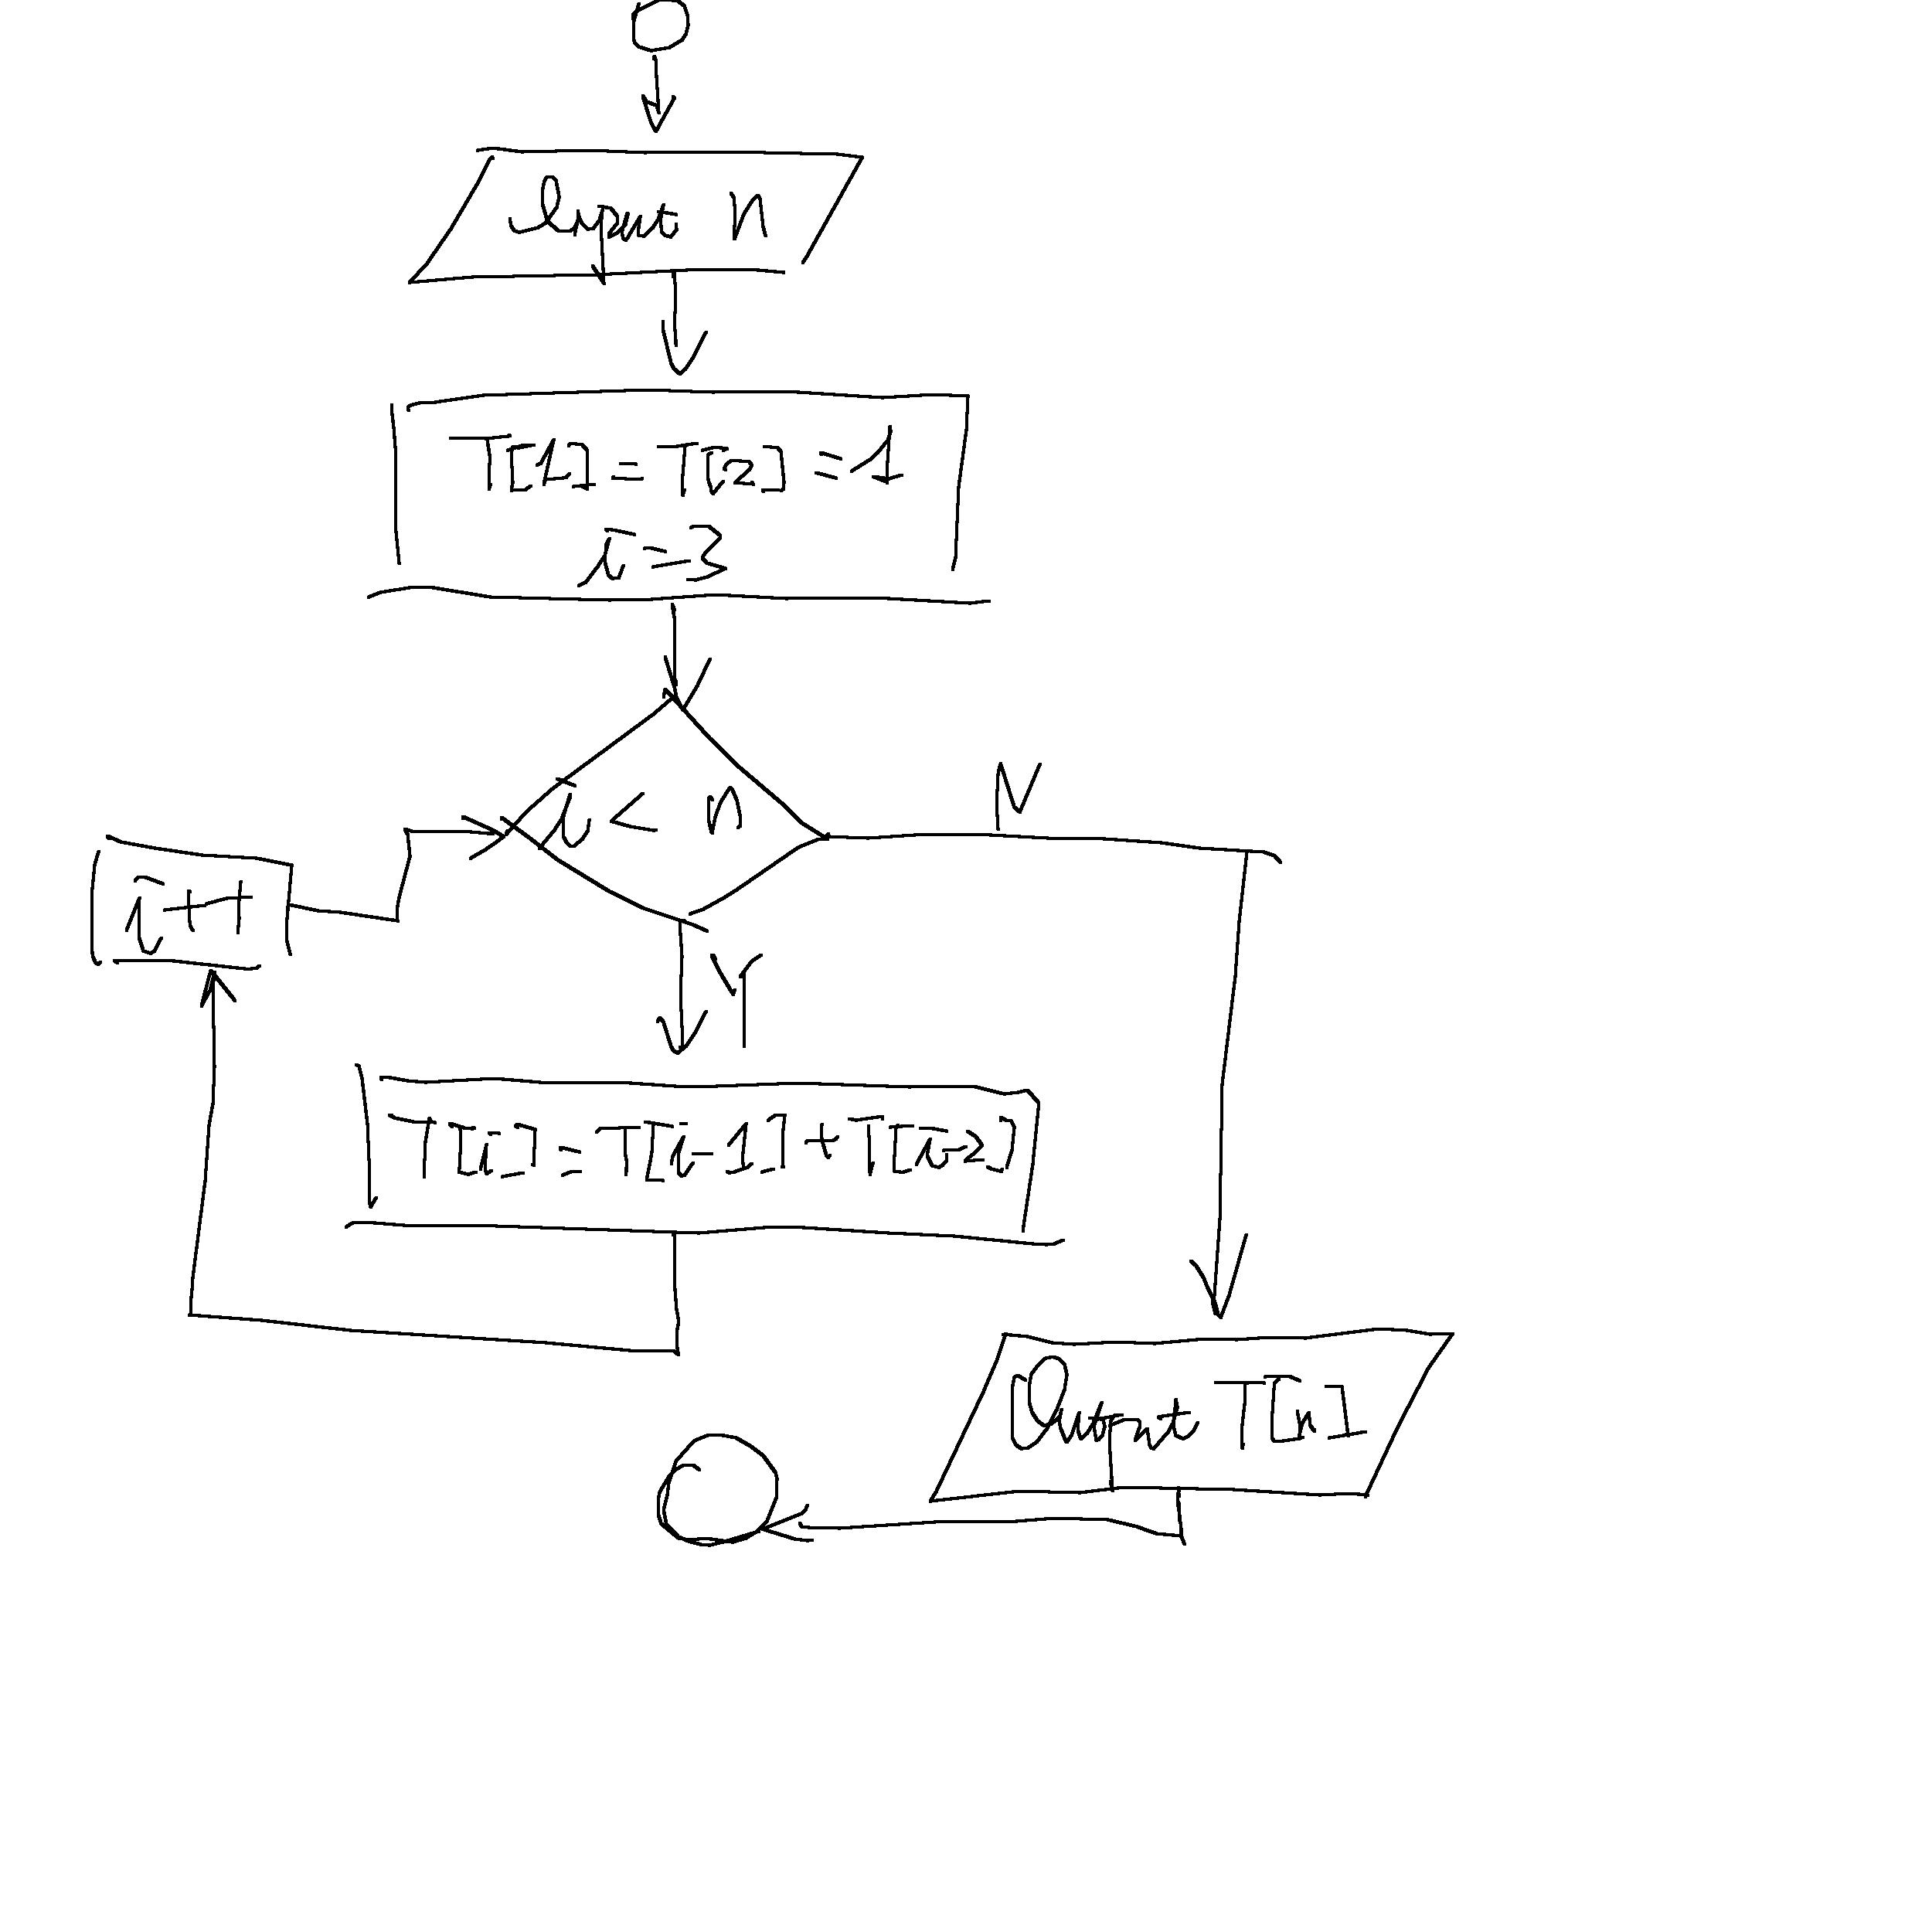 Input n
T[1] = T[2] = 1
i = 3
i < n
N
i++
Y
T[i] = T[i-1] + T[i-2]
Output T[n]